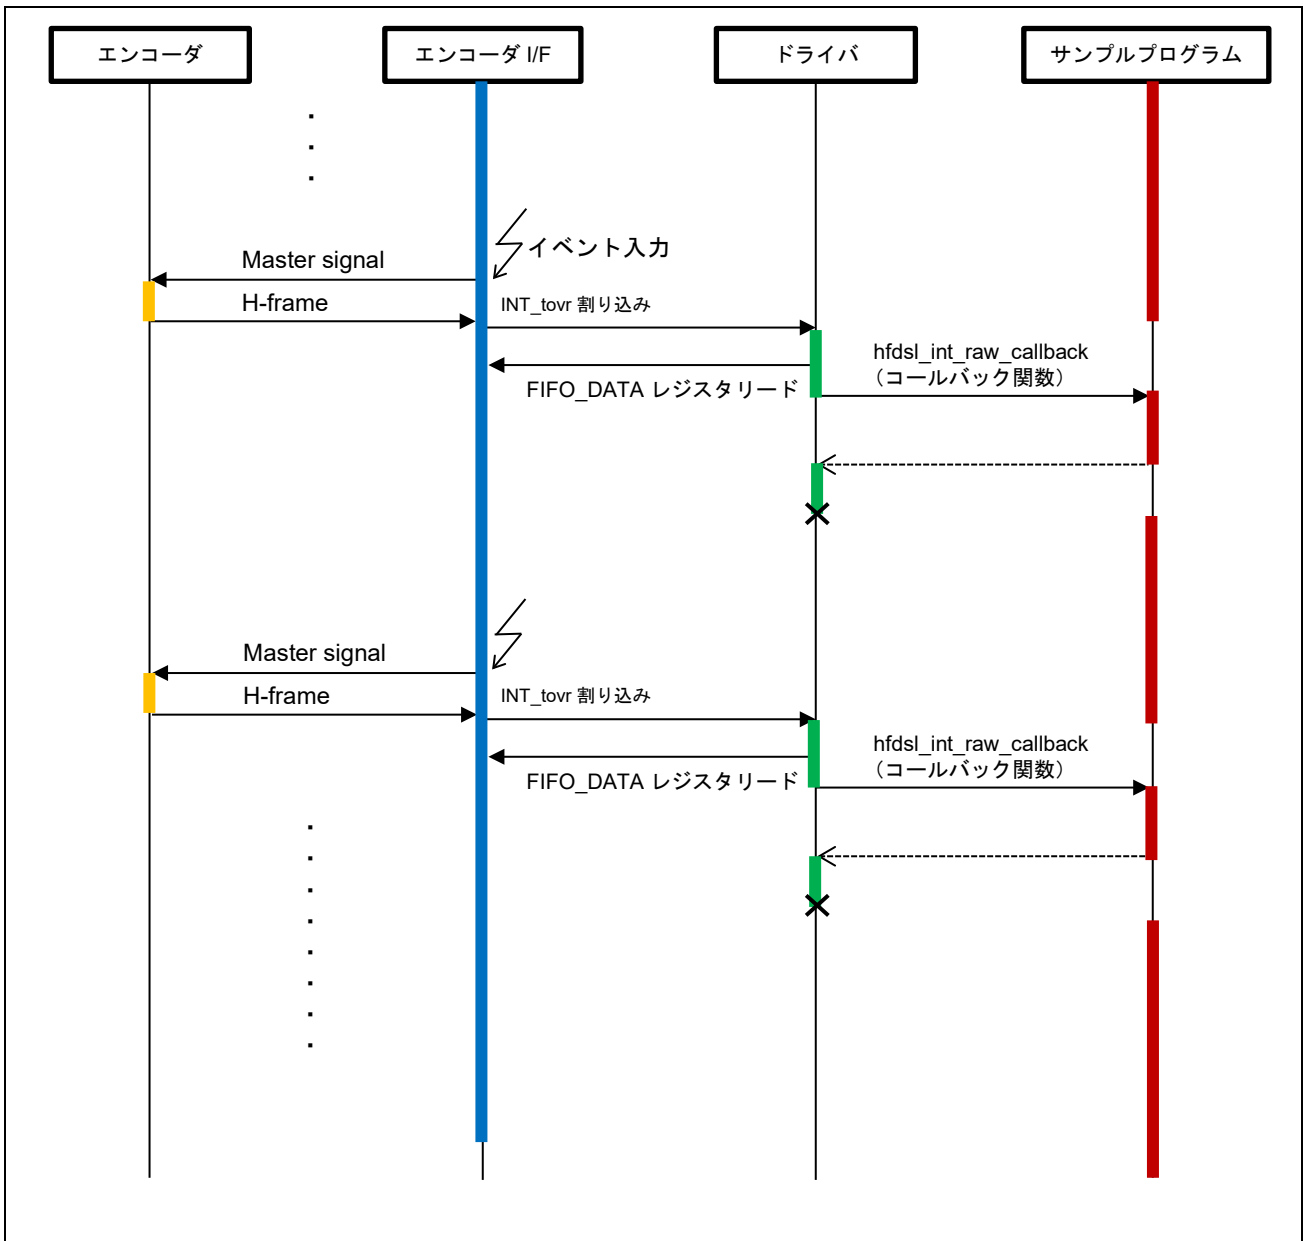 エンコーダ
エンコーダ I/F
ドライバ
サンプルプログラム
イベント入力
Master signal
H-frame
INT_tovr 割り込み
hfdsl_int_raw_callback
（コールバック関数）
FIFO_DATA レジスタリード
Master signal
H-frame
INT_tovr 割り込み
hfdsl_int_raw_callback
（コールバック関数）
FIFO_DATA レジスタリード